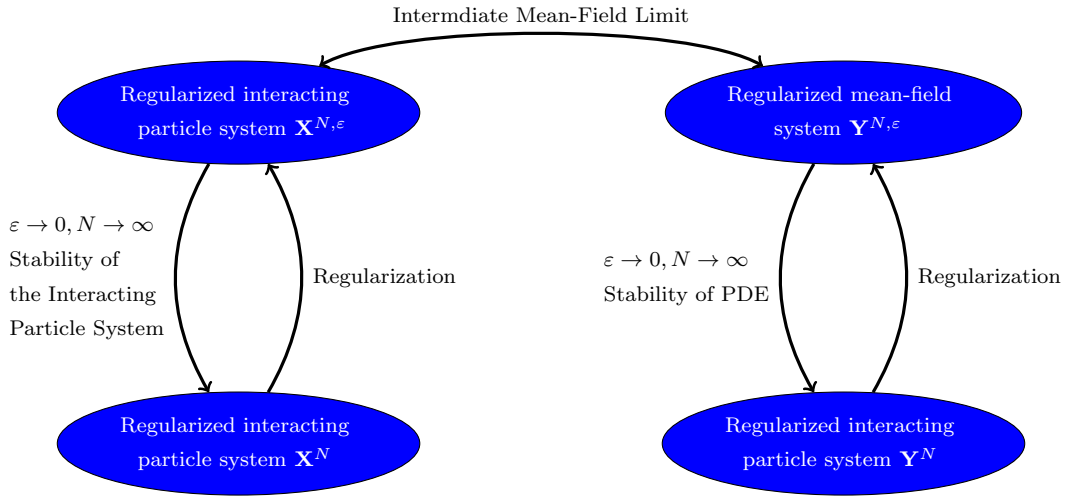 Intermdiate Mean-Field Limit
Regularized interacting
particle system X^{N,ε}
Regularized mean-field
system Y^{N,ε}
ε → 0, N → ∞
Stability of
the Interacting
Particle System
Regularization
ε → 0, N → ∞
Stability of PDE
Regularization
Regularized interacting
particle system X^N
Regularized interacting
particle system Y^N